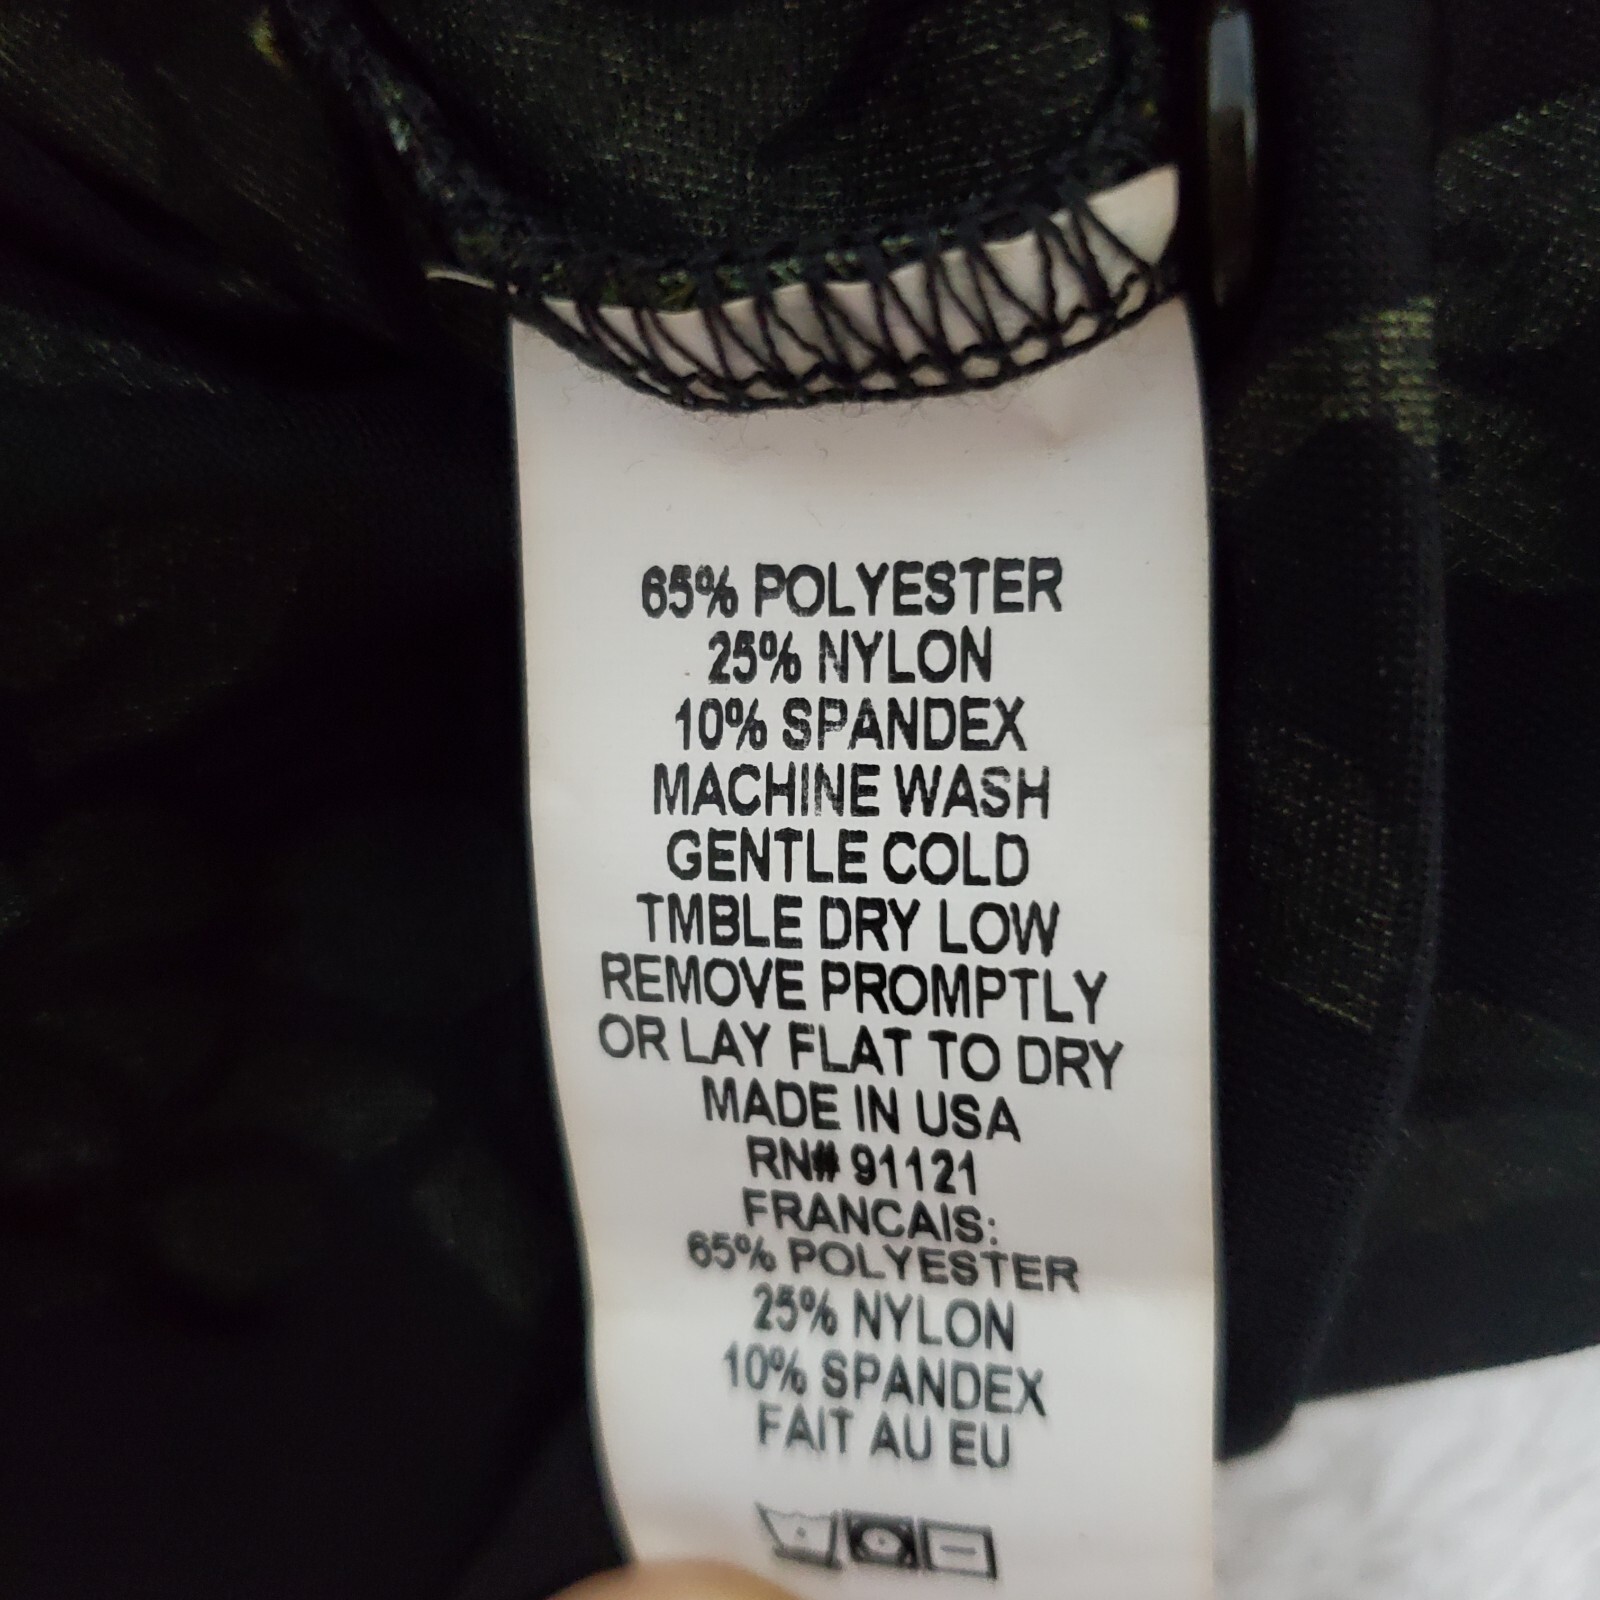 65% POLYESTER
25% NYLON
10% SPANDEX
MACHINE WASH
GENTLE COLD
TMBLE DRY LOW
REMOVE PROMPTLY
OR LAY FLAT TO DRY
MADE IN USA
RN# 91121
FRANCAIS:
65% POLYESTER
25% NYLON
10% SPANDEX
FAIT AU EU